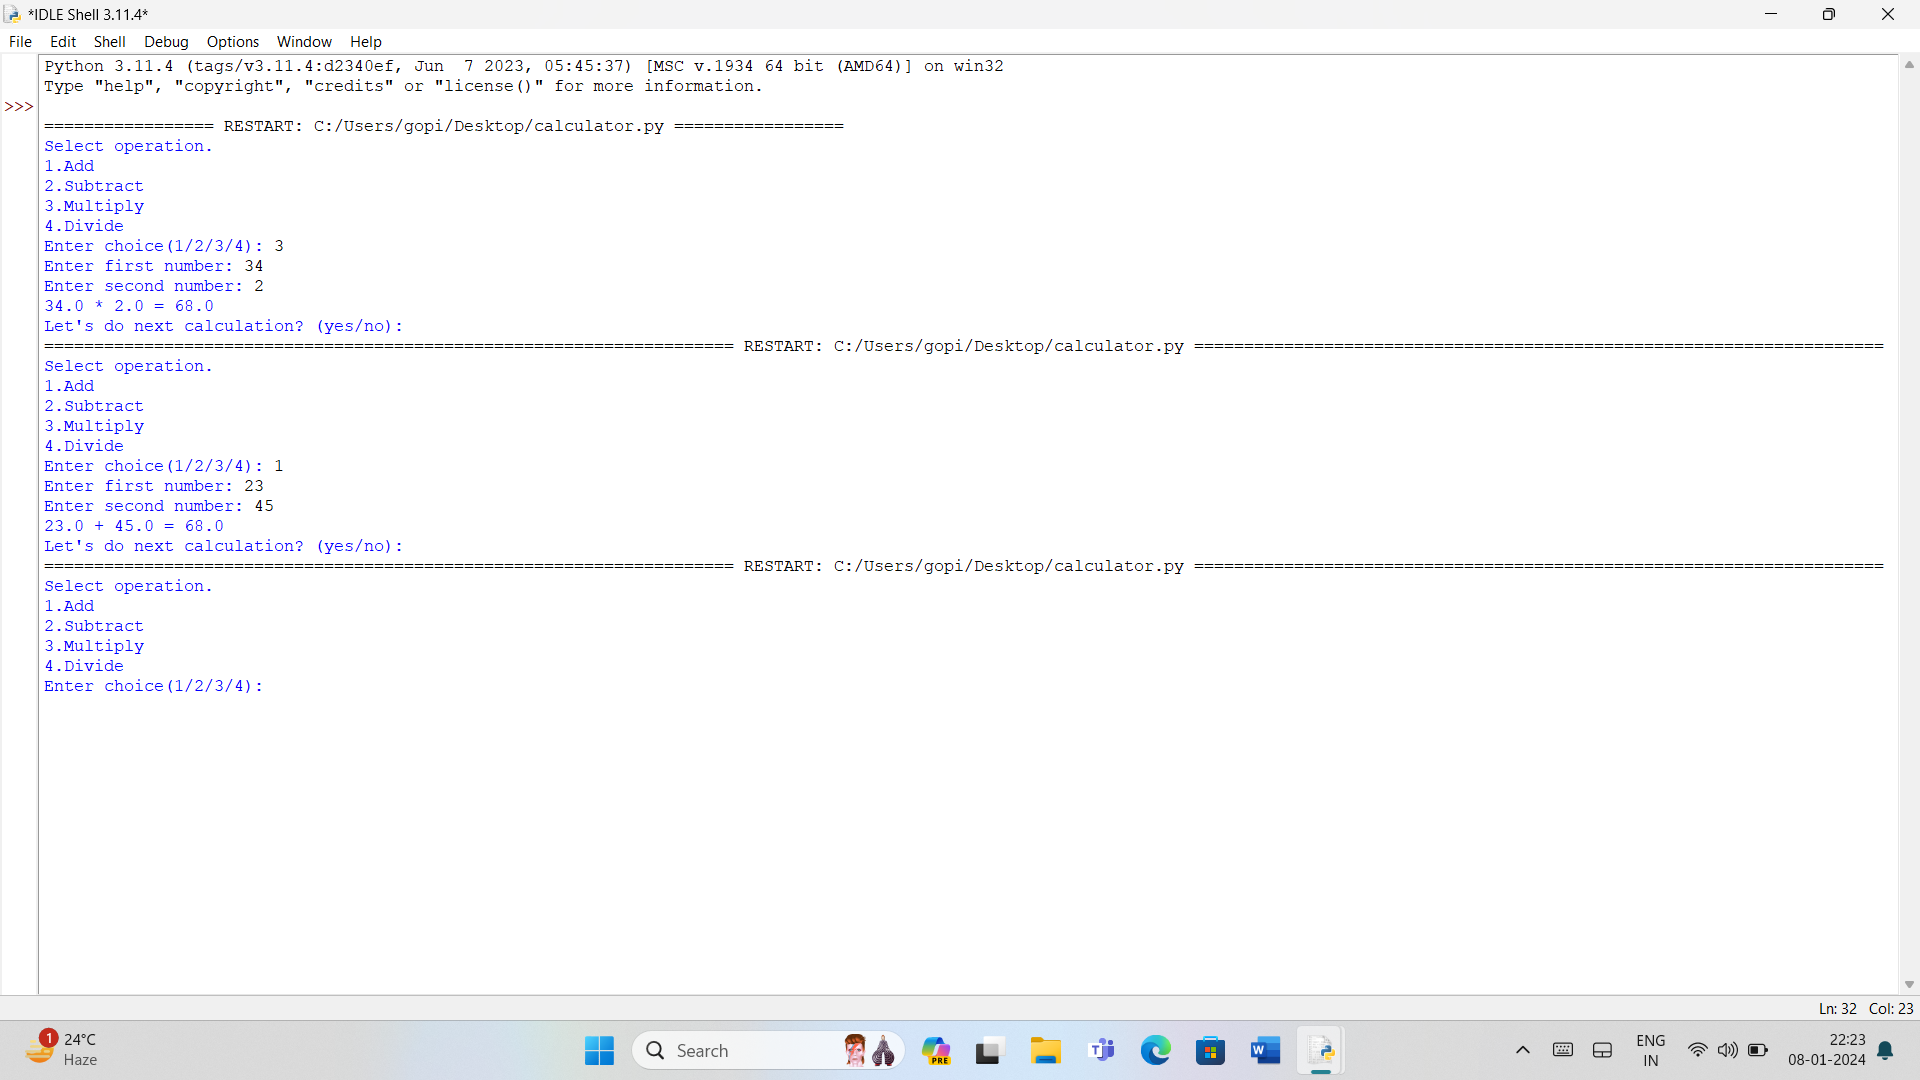 *IDLE Shell 3.11.4*
File Edit Shell Debug Options Window Help
Python 3.11.4 (tags/v3.11.4:d2340ef, Jun  7 2023, 05:45:37) [MSC v.1934 64 bit (AMD64)] on win32
Type "help", "copyright", "credits" or "license()" for more information.
>>>
================= RESTART: C:/Users/gopi/Desktop/calculator.py =================
Select operation.
1.Add
2.Subtract
3.Multiply
4.Divide
Enter choice(1/2/3/4): 3
Enter first number: 34
Enter second number: 2
34.0 * 2.0 = 68.0
Let's do next calculation? (yes/no):
===================================================================== RESTART: C:/Users/gopi/Desktop/calculator.py =====================================================================
Select operation.
1.Add
2.Subtract
3.Multiply
4.Divide
Enter choice(1/2/3/4): 1
Enter first number: 23
Enter second number: 45
23.0 + 45.0 = 68.0
Let's do next calculation? (yes/no):
===================================================================== RESTART: C:/Users/gopi/Desktop/calculator.py =====================================================================
Select operation.
1.Add
2.Subtract
3.Multiply
4.Divide
Enter choice(1/2/3/4):
Ln: 32 Col: 23
1
24°C
Haze
Search
PRE
T
W
ENG
IN
22:23
08-01-2024